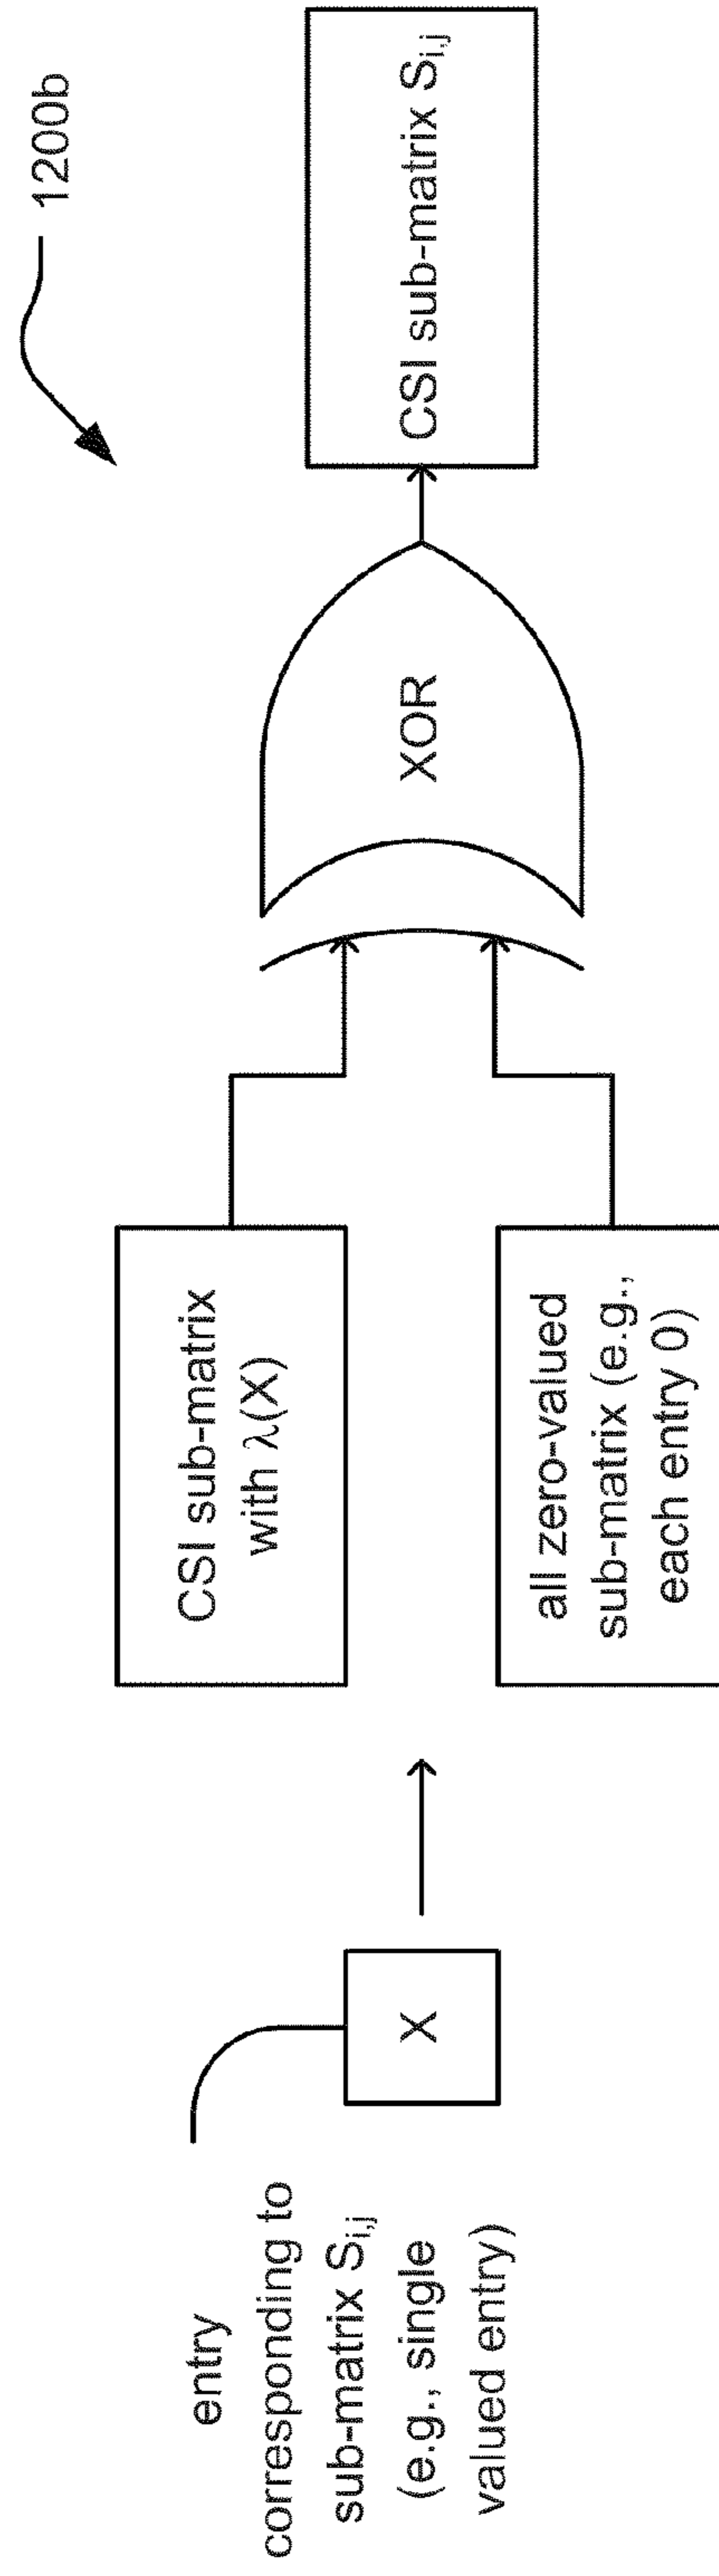 1200b
entry
corresponding to
sub-matrix Si,j
(e.g., single
valued entry)
X
CSI sub-matrix
with λ(X)
all zero-valued
sub-matrix (e.g.,
each entry 0)
XOR
CSI sub-matrix Si,j